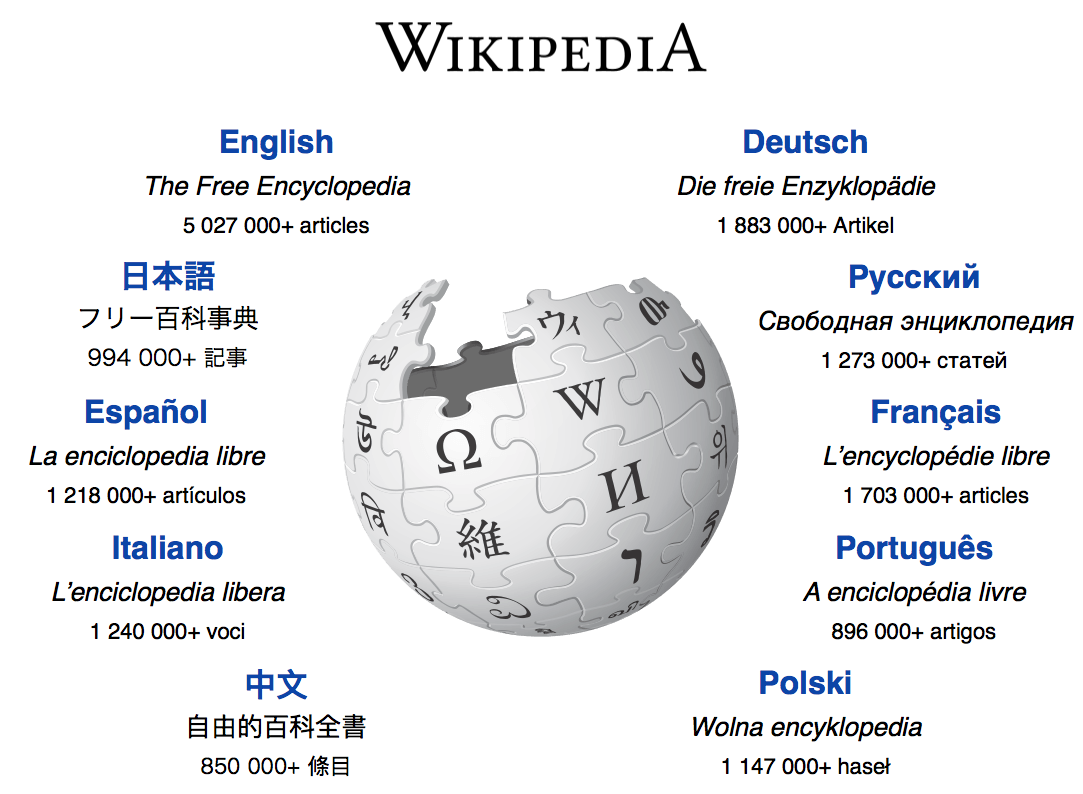 WIKIPEDIA
English
The Free Encyclopedia
5 027 000+ articles
Deutsch
Die freie Enzyklopädie
1 883 000+ Artikel
日本語
フリー百科事典
994 000+ 記事
Русский
Свободная энциклопедия
1 273 000+ статей
Español
La enciclopedia libre
1 218 000+ artículos
Français
L’encyclopédie libre
1 703 000+ articles
Italiano
L’enciclopedia libera
1 240 000+ voci
Português
A enciclopédia livre
896 000+ artigos
中文
自由的百科全書
850 000+ 條目
Polski
Wolna encyklopedia
1 147 000+ haseł
ウィ
W
Ω
И
위
維
ר